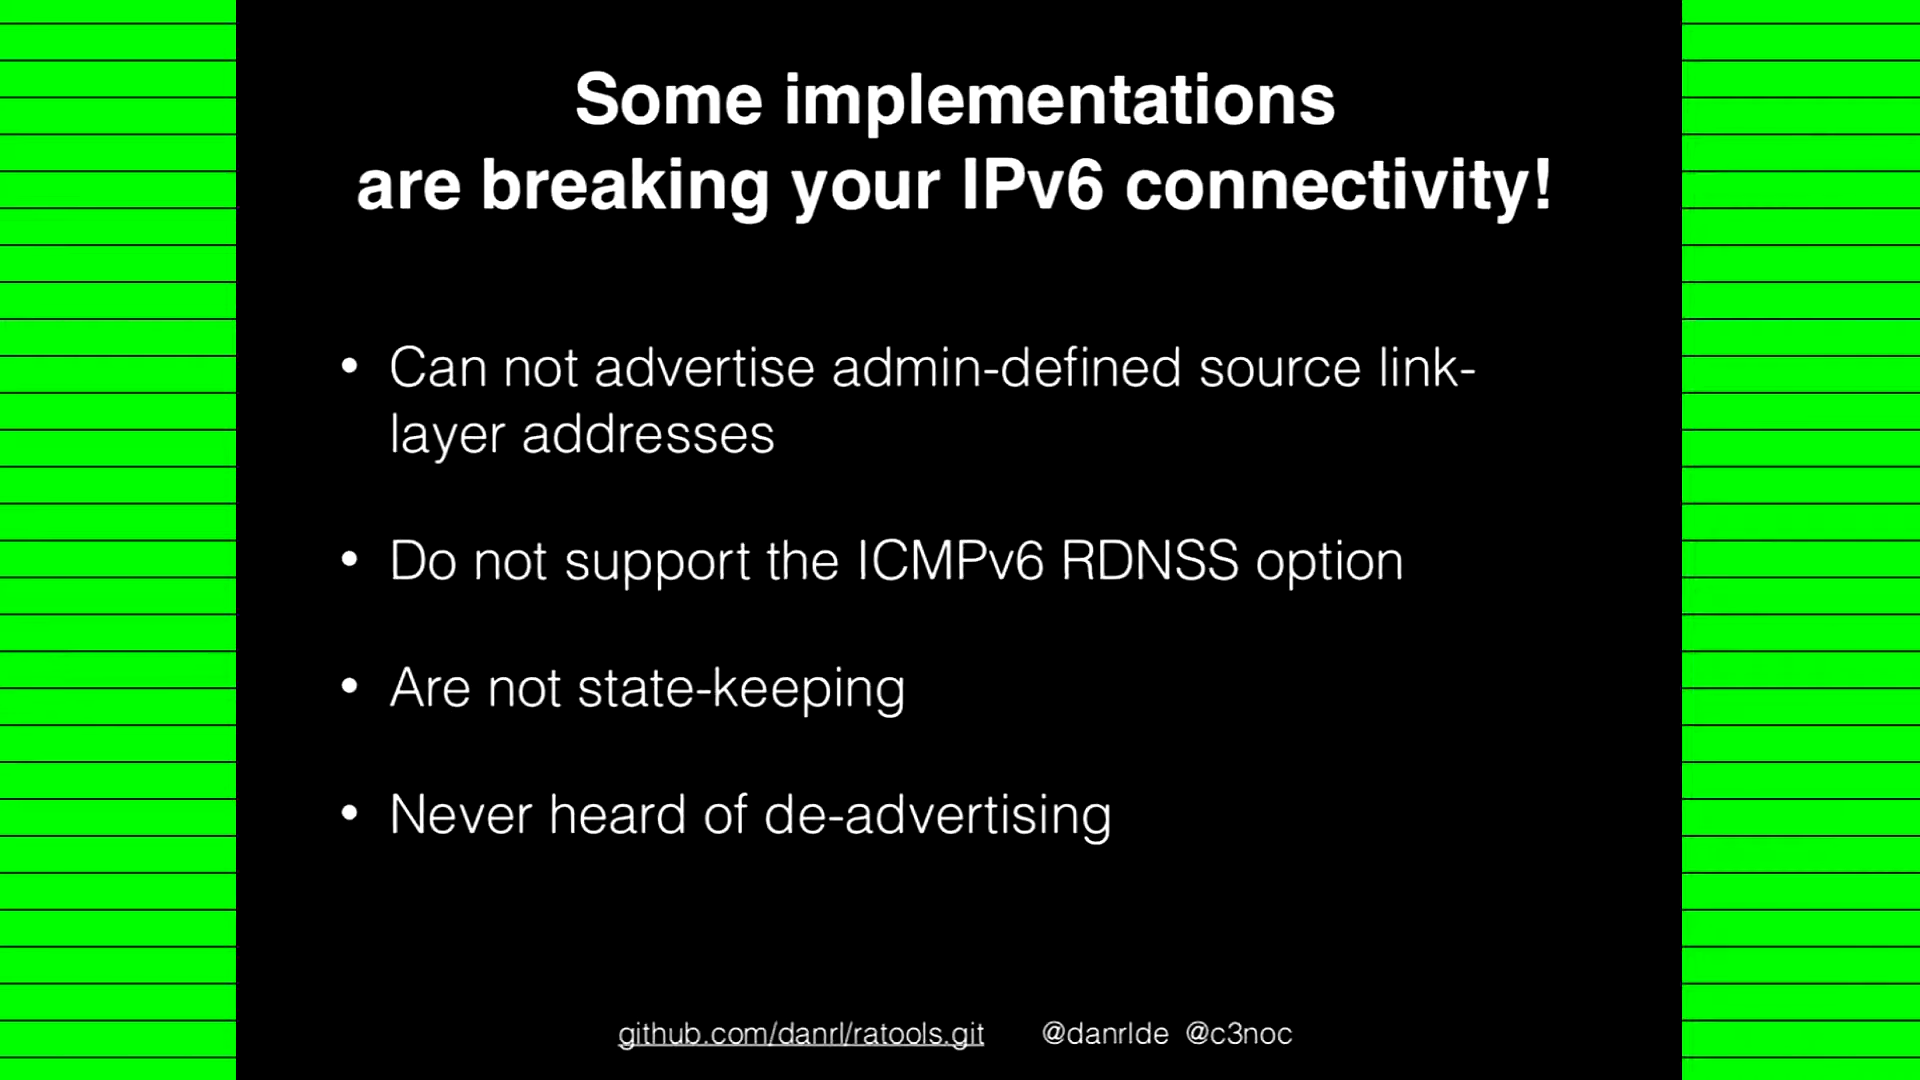 Some implementations
are breaking your IPv6 connectivity!
• Can not advertise admin-defined source link-
layer addresses
• Do not support the ICMPv6 RDNSS option
• Are not state-keeping
• Never heard of de-advertising
github.com/danrl/ratools.git @danrlde @c3noc